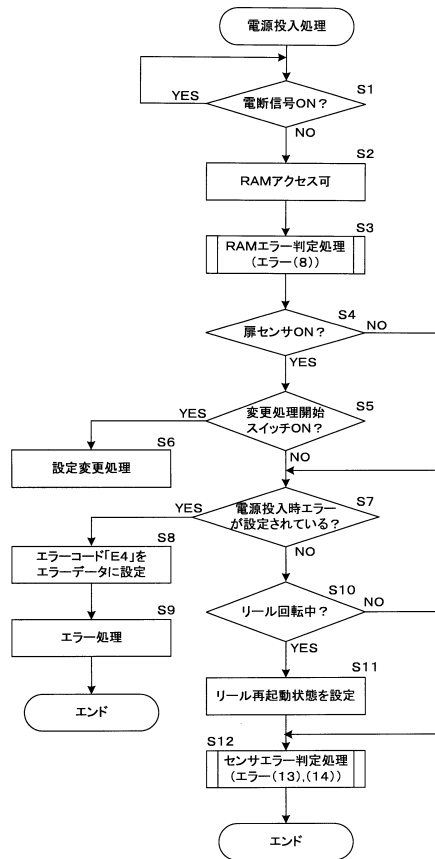 電源投入処理
S1
電断信号ON？
YES
NO
S2
RAMアクセス可
S3
RAMエラー判定処理
(エラー(8))
S4
扉センサON？
NO
YES
S5
変更処理開始
スイッチON？
YES
NO
S6
設定変更処理
S7
電源投入時エラー
が設定されている？
YES
NO
S8
エラーコード「E4」を
エラーデータに設定
S9
エラー処理
エンド
S10
リール回転中？
NO
YES
S11
リール再起動状態を設定
S12
センサエラー判定処理
(エラー(13),(14))
エンド